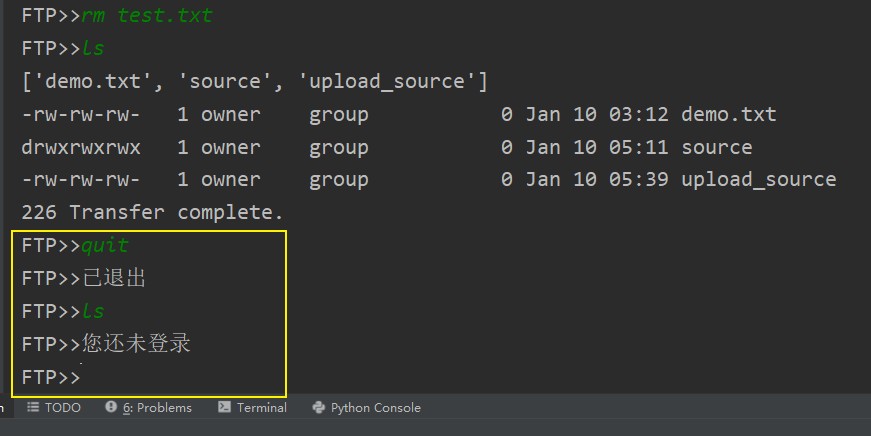 FTP>>rm test.txt
FTP>>ls
['demo.txt', 'source', 'upload_source']
-rw-rw-rw-   1 owner    group           0 Jan 10 03:12 demo.txt
drwxrwxrwx   1 owner    group           0 Jan 10 05:11 source
-rw-rw-rw-   1 owner    group           0 Jan 10 05:39 upload_source
226 Transfer complete.
FTP>>quit
FTP>>已退出
FTP>>ls
FTP>>您还未登录
FTP>>
n TODO 6: Problems Terminal Python Console